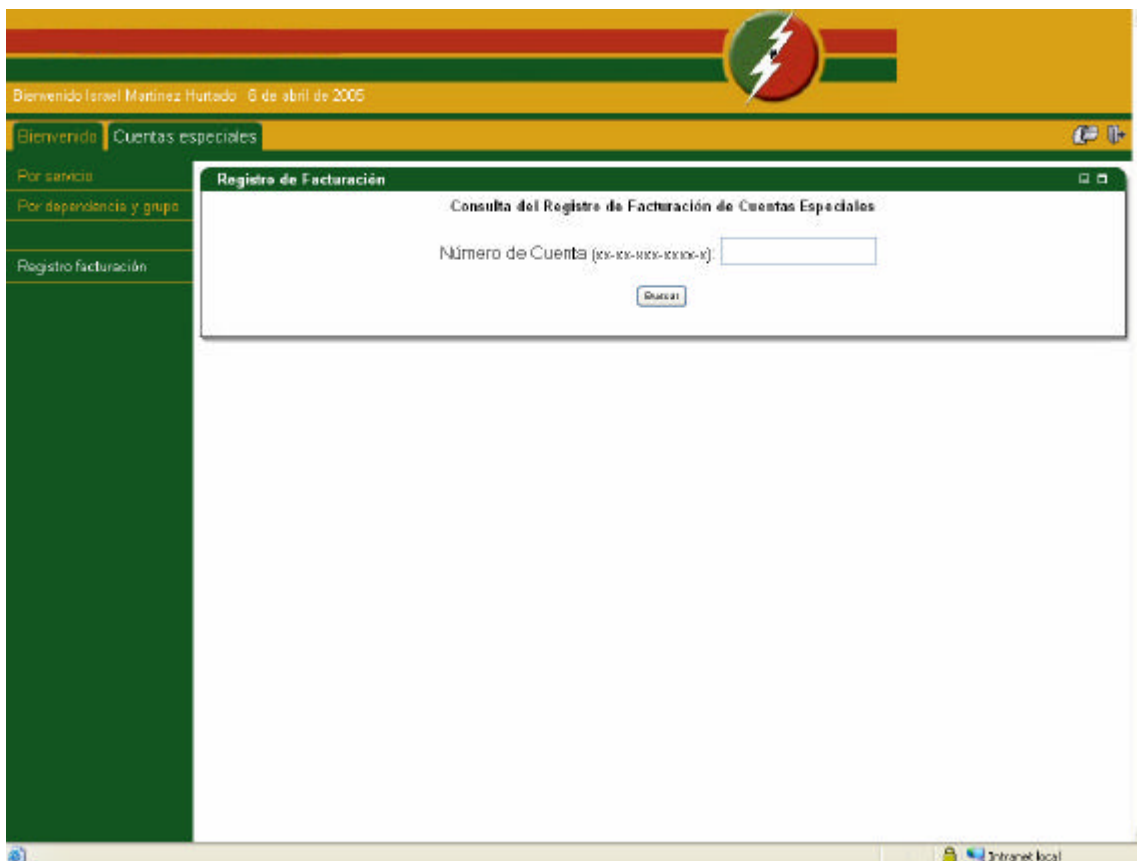 Bienvenido Israel Martinez Hurtado 6 de abril de 2005
Bienvenido Cuentas especiales
Por servicio
Por dependencia y grupo
Registro facturación
Registro de Facturación
Consulta del Registro de Facturación de Cuentas Especiales
Número de Cuenta (xx-xx-xxx-xxxx-x):
Buscar
Intranet local